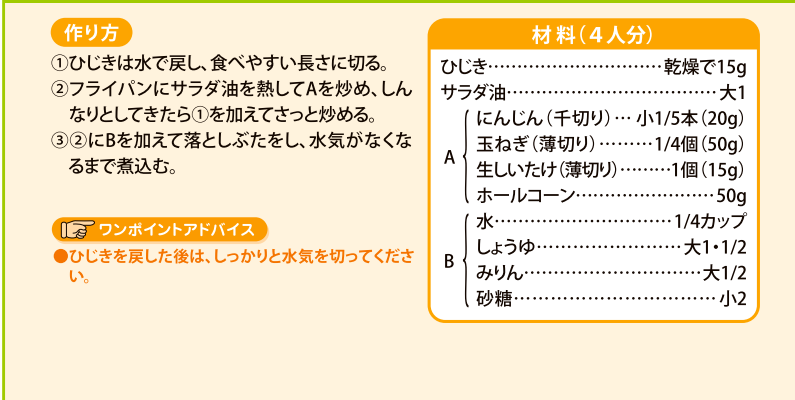 作り方
①ひじきは水で戻し、食べやすい長さに切る。
②フライパンにサラダ油を熱してAを炒め、しん
なりとしてきたら①を加えてさっと炒める。
③②にBを加えて落としぶたをし、水気がなくな
るまで煮込む。
ワンポイントアドバイス
●ひじきを戻した後は、しっかりと水気を切ってくださ
い。
材料（４人分）
ひじき…………………………乾燥で15g
サラダ油………………………………大1
A
にんじん（千切り）… 小1/5本（20g）
玉ねぎ（薄切り）………1/4個（50g）
生しいたけ（薄切り）………1個（15g）
ホールコーン……………………50g
B
水…………………………1/4カップ
しょうゆ……………………大1・1/2
みりん…………………………大1/2
砂糖……………………………小2